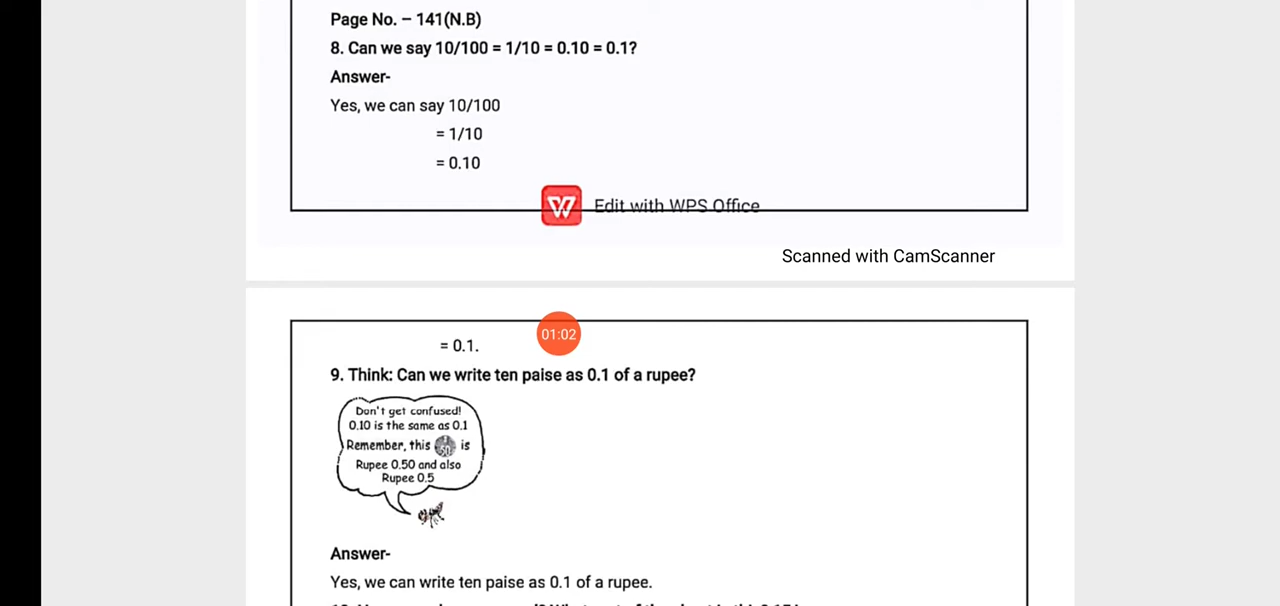 Page No. – 141(N.B)
8. Can we say 10/100 = 1/10 = 0.10 = 0.1?
Answer-
Yes, we can say 10/100
= 1/10
= 0.10
Edit with WPS Office
Scanned with CamScanner
= 0.1.
01:02
9. Think: Can we write ten paise as 0.1 of a rupee?
Don't get confused!
0.10 is the same as 0.1
Remember, this 50 is
Rupee 0.50 and also
Rupee 0.5
Answer-
Yes, we can write ten paise as 0.1 of a rupee.